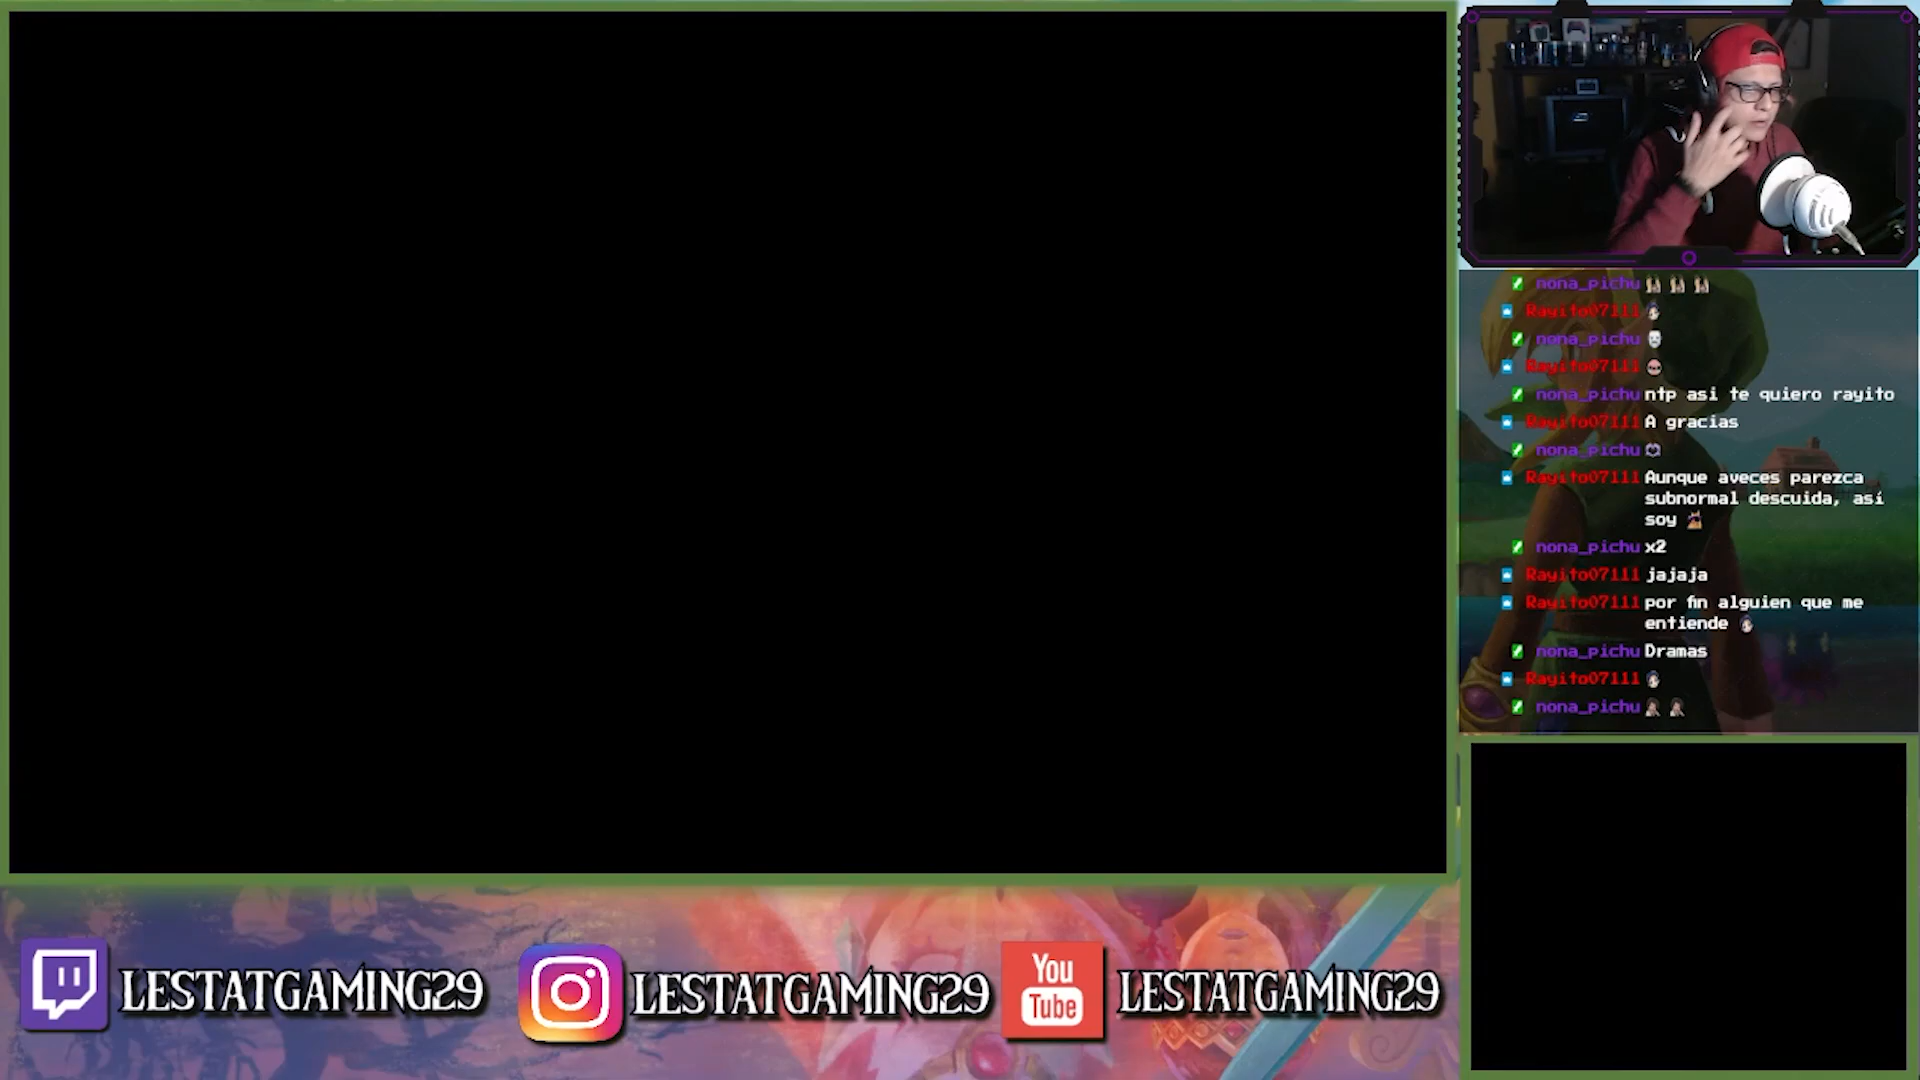 nona_pichu
Rayito07111
nona_pichu
Rayito07111
nona_pichu ntp asi te quiero rayito
Rayito07111 A gracias
nona_pichu
Rayito07111 Aunque aveces parezca
subnormal descuida, así
soy
nona_pichu x2
Rayito07111 jajaja
Rayito07111 por fin alguien que me
entiende
nona_pichu Dramas
Rayito07111
nona_pichu
LESTATGAMING29
LESTATGAMING29
You
Tube
LESTATGAMING29